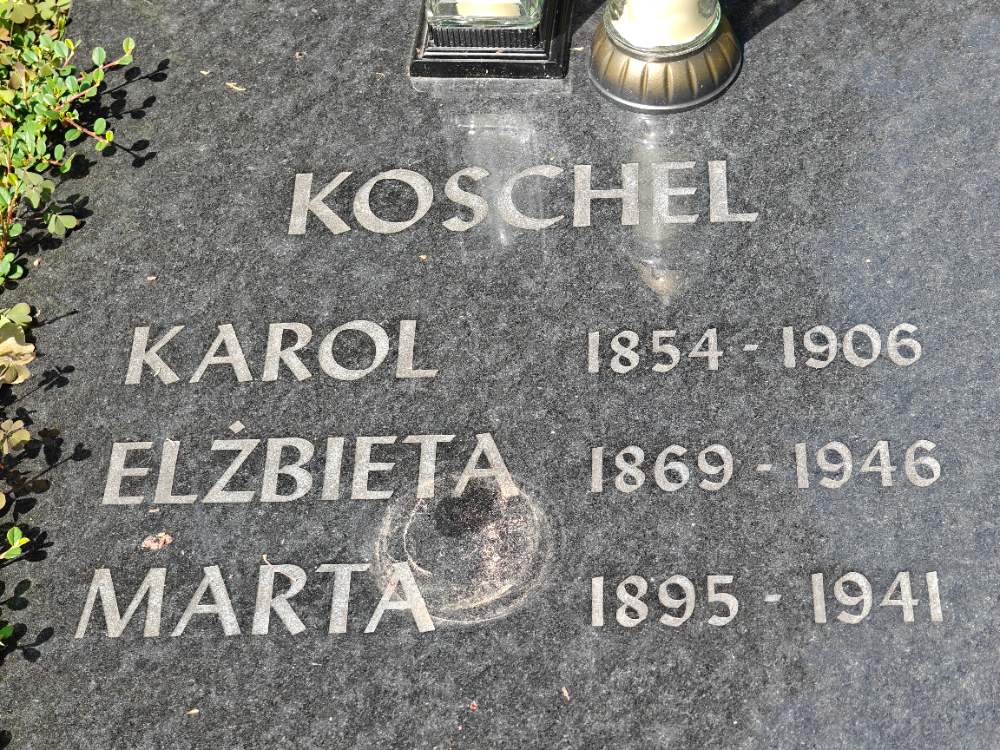 KOSCHEL
KAROL 1854 - 1906
ELŻBIETA 1869 - 1946
MARTA 1895 - 1941